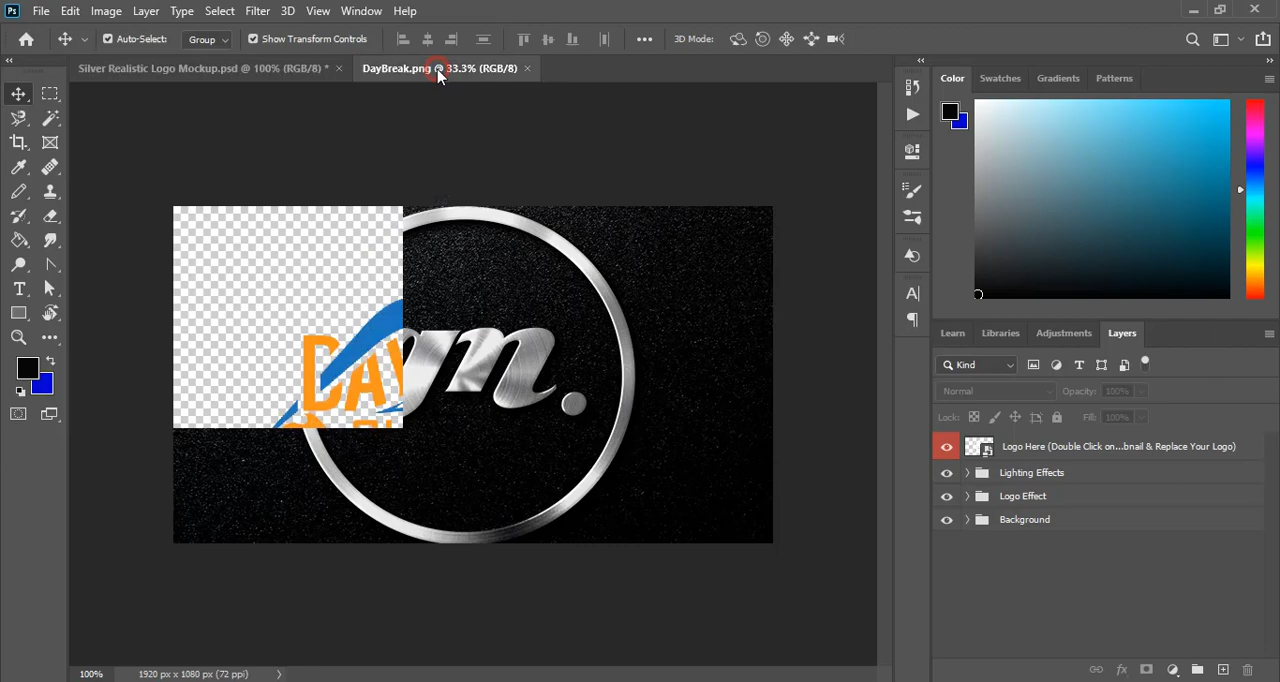 Ps File Edit Image Layer Type Select Filter 3D View Window Help
Auto-Select: Group Show Transform Controls 3D Mode:
Silver Realistic Logo Mockup.psd @ 100% (RGB/8) * × DayBreak.png @ 33.3% (RGB/8) ×
Color Swatches Gradients Patterns
Learn Libraries Adjustments Layers
Kind
Normal Opacity: 100%
Lock: Fill: 100%
Logo Here (Double Click on...bnail & Replace Your Logo)
Lighting Effects
Logo Effect
Background
100% 1920 px x 1080 px (72 ppi)